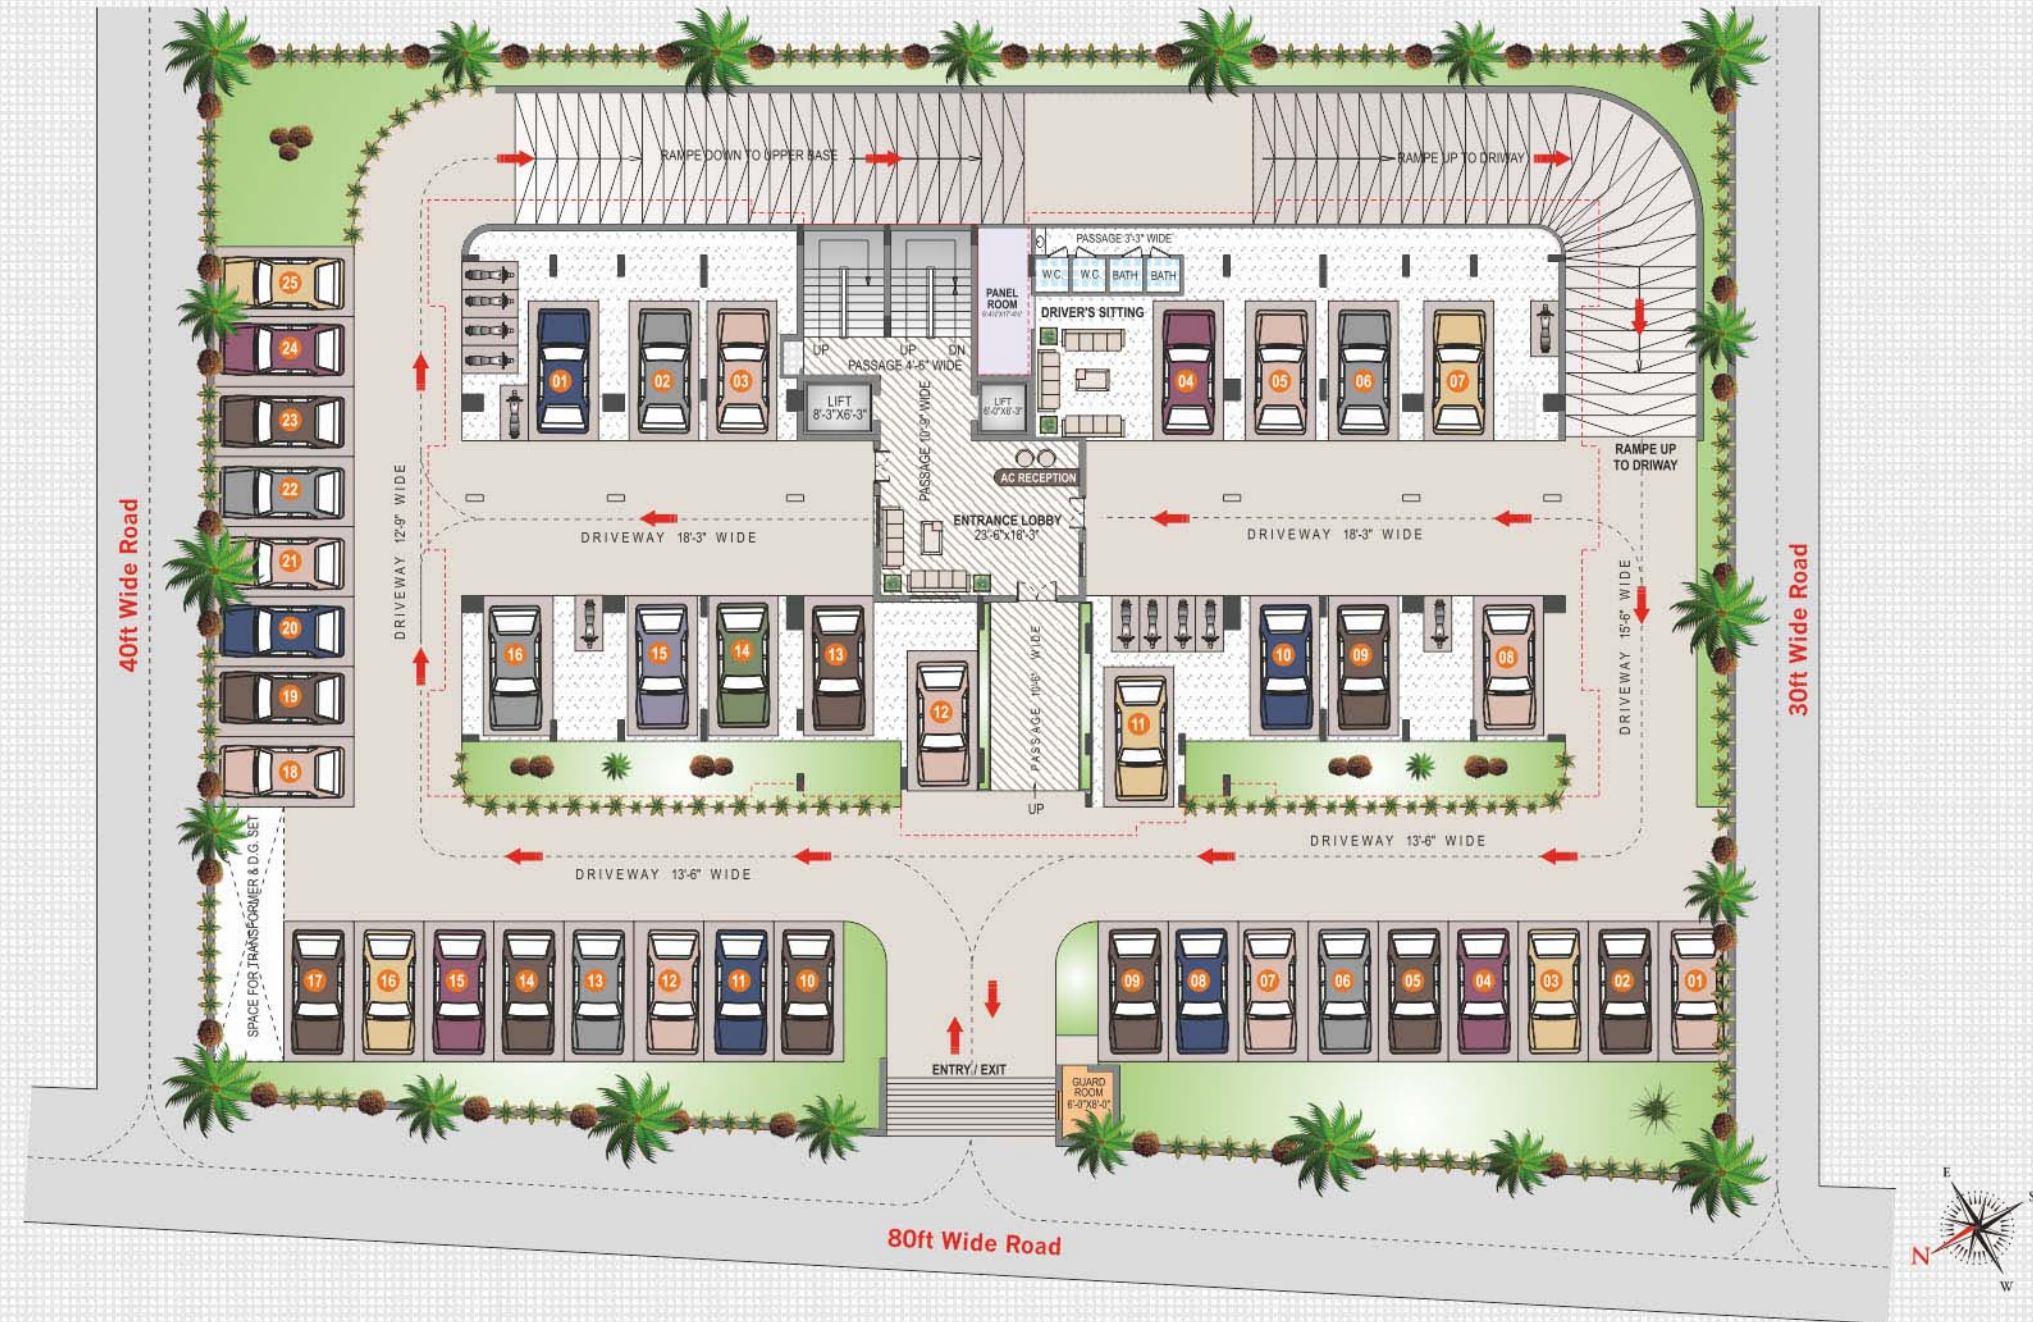 RAMPE DOWN TO UPPER BASE
RAMPE UP TO DRIWAY
PASSAGE 3'-3" WIDE
W.C.
W.C.
BATH
BATH
25
PANEL
ROOM
DRIVER'S SITTING
24
UP
UP
DN
PASSAGE 4'-6" WIDE
01
02
03
04
05
06
07
LIFT
8'-3"X6'-3"
LIFT
6'-0"X6'-3"
23
PASSAGE 10'-9" WIDE
RAMPE UP
TO DRIWAY
AC RECEPTION
22
DRIVEWAY 12'-9" WIDE
ENTRANCE LOBBY
23'-6"x18'-3"
DRIVEWAY 18'-3" WIDE
DRIVEWAY 18'-3" WIDE
21
40ft Wide Road
30ft Wide Road
20
DRIVEWAY 15'-6" WIDE
16
15
14
13
10
09
08
PASSAGE 10'-6" WIDE
19
12
11
18
UP
SPACE FOR TRANSFORMER & D.G. SET
DRIVEWAY 13'-6" WIDE
DRIVEWAY 13'-6" WIDE
17
16
15
14
13
12
11
10
09
08
07
06
05
04
03
02
01
ENTRY / EXIT
GUARD
ROOM
6'-0"X8'-0"
80ft Wide Road
E
S
N
W